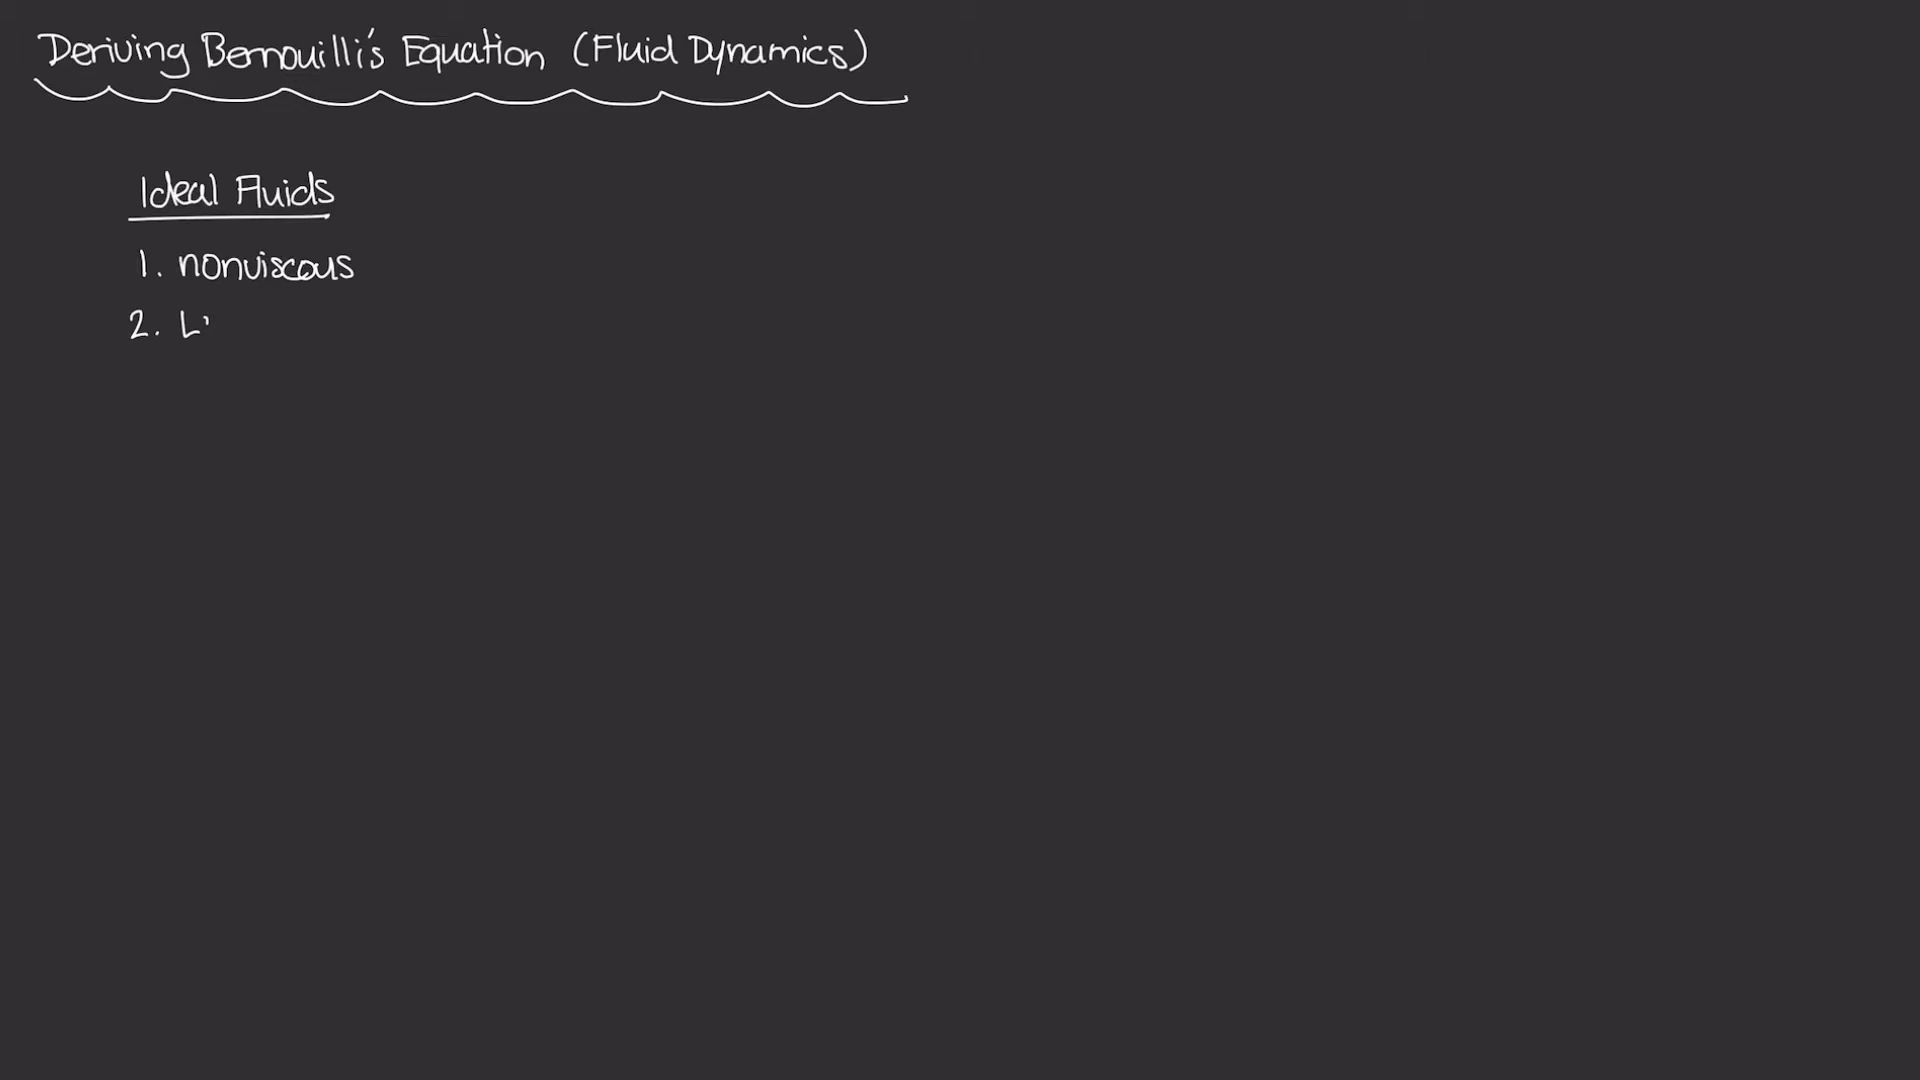 Deriving Bernouilli's Equation (Fluid Dynamics)
Ideal Fluids
1. nonviscous
2. L